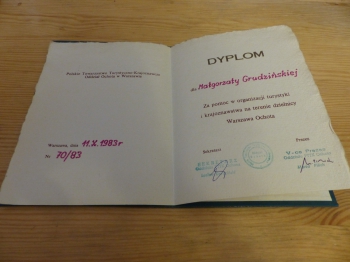 Polskie Towarzystwo Turystyczno-Krajoznawcze
Oddział Ochota w Warszawie
Warszawa, dnia 11.X.1983 r
Nr 70/83
DYPLOM
dla Małgorzaty Grudzińskiej
Za pomoc w organizacji turystyki
i krajoznawstwa na terenie dzielnicy
Warszawa Ochota
Sekretarz
Prezes